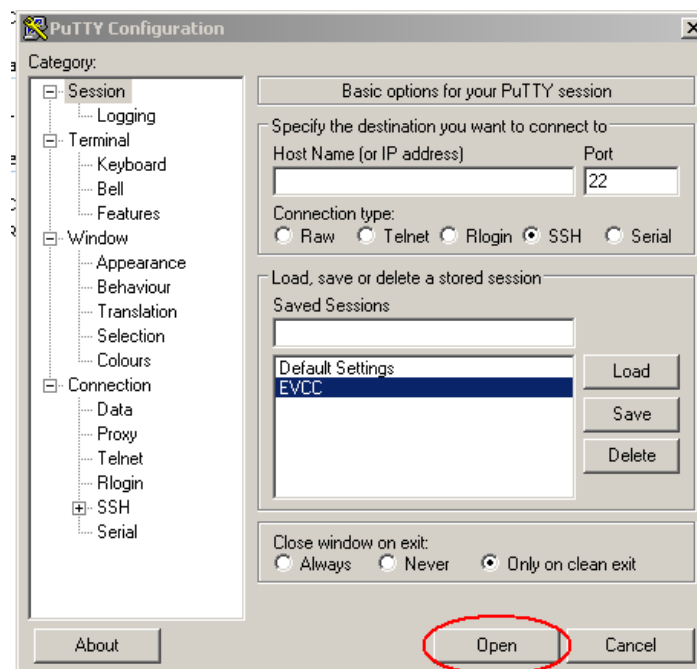 PuTTY Configuration
Category:
Session
Logging
Terminal
Keyboard
Bell
Features
Window
Appearance
Behaviour
Translation
Selection
Colours
Connection
Data
Proxy
Telnet
Rlogin
SSH
Serial
Basic options for your PuTTY session
Specify the destination you want to connect to
Host Name (or IP address) Port
22
Connection type:
Raw Telnet Rlogin SSH Serial
Load, save or delete a stored session
Saved Sessions
Default Settings
EVCC
Load
Save
Delete
Close window on exit:
Always Never Only on clean exit
About Open Cancel